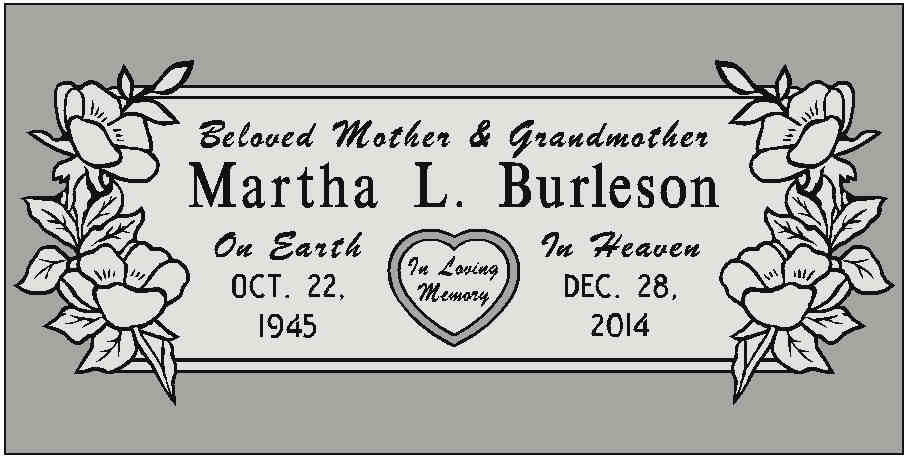 Beloved Mother & Grandmother
Martha L. Burleson
On Earth
OCT. 22,
1945
In Loving
Memory
In Heaven
DEC. 28,
2014